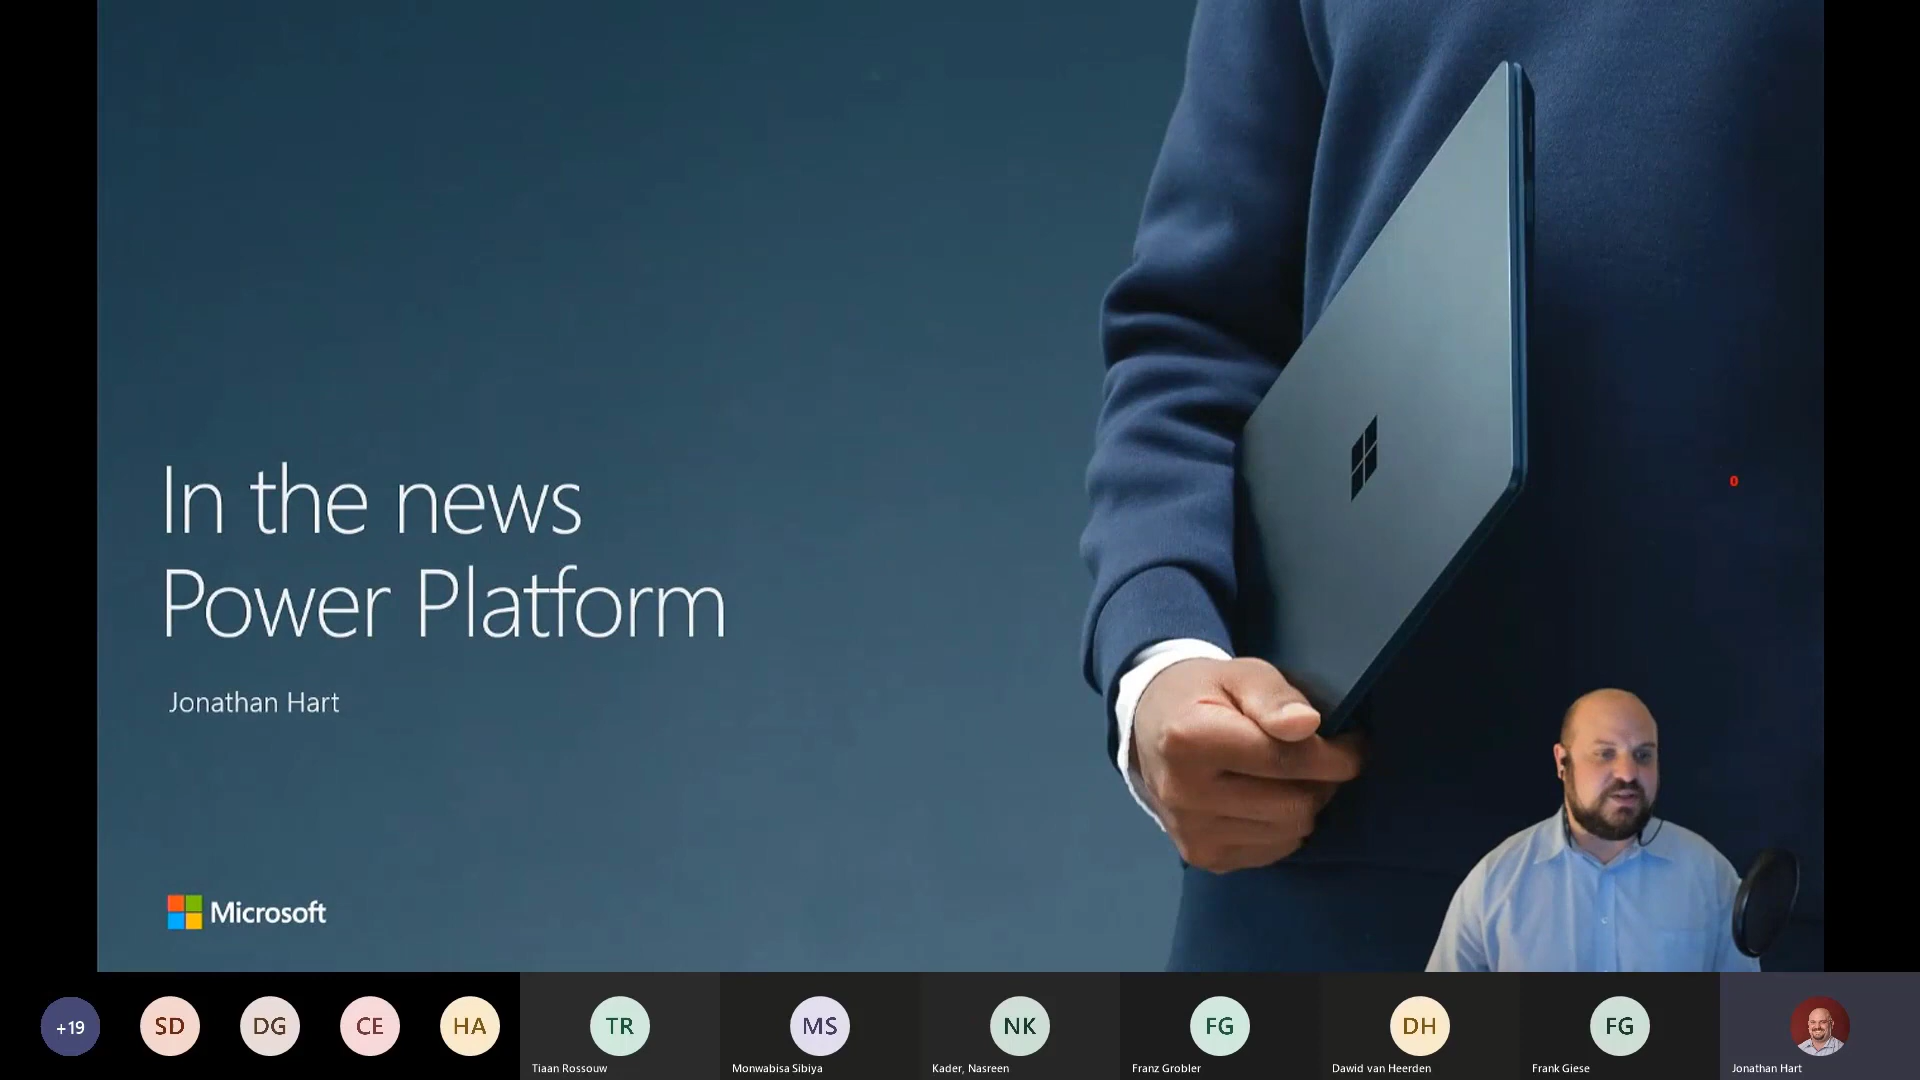 In the news
Power Platform
Jonathan Hart
0
Microsoft
+19
SD
DG
CE
HA
TR
MS
NK
FG
DH
FG
Tiaan Rossouw
Monwabisa Sibiya
Kader, Nasreen
Franz Grobler
Dawid van Heerden
Frank Giese
Jonathan Hart